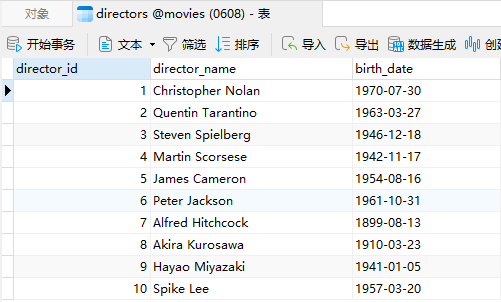 对象 directors @movies (0608) - 表
开始事务 文本 筛选 排序 导入 导出 数据生成
director_id director_name birth_date
1 Christopher Nolan 1970-07-30
2 Quentin Tarantino 1963-03-27
3 Steven Spielberg 1946-12-18
4 Martin Scorsese 1942-11-17
5 James Cameron 1954-08-16
6 Peter Jackson 1961-10-31
7 Alfred Hitchcock 1899-08-13
8 Akira Kurosawa 1910-03-23
9 Hayao Miyazaki 1941-01-05
10 Spike Lee 1957-03-20